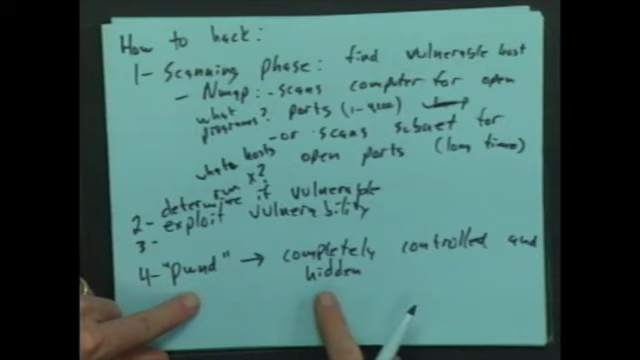 How to hack:
1- Scanning phase: find vulnerable host
- Nmap: - scans computer for open
what programs? ports (1-9000)
- or scans subnet for
what hosts run x? open ports (long time)
2- determine if vulnerable
3- exploit vulnerability
4- "pwnd" → completely controlled and
hidden